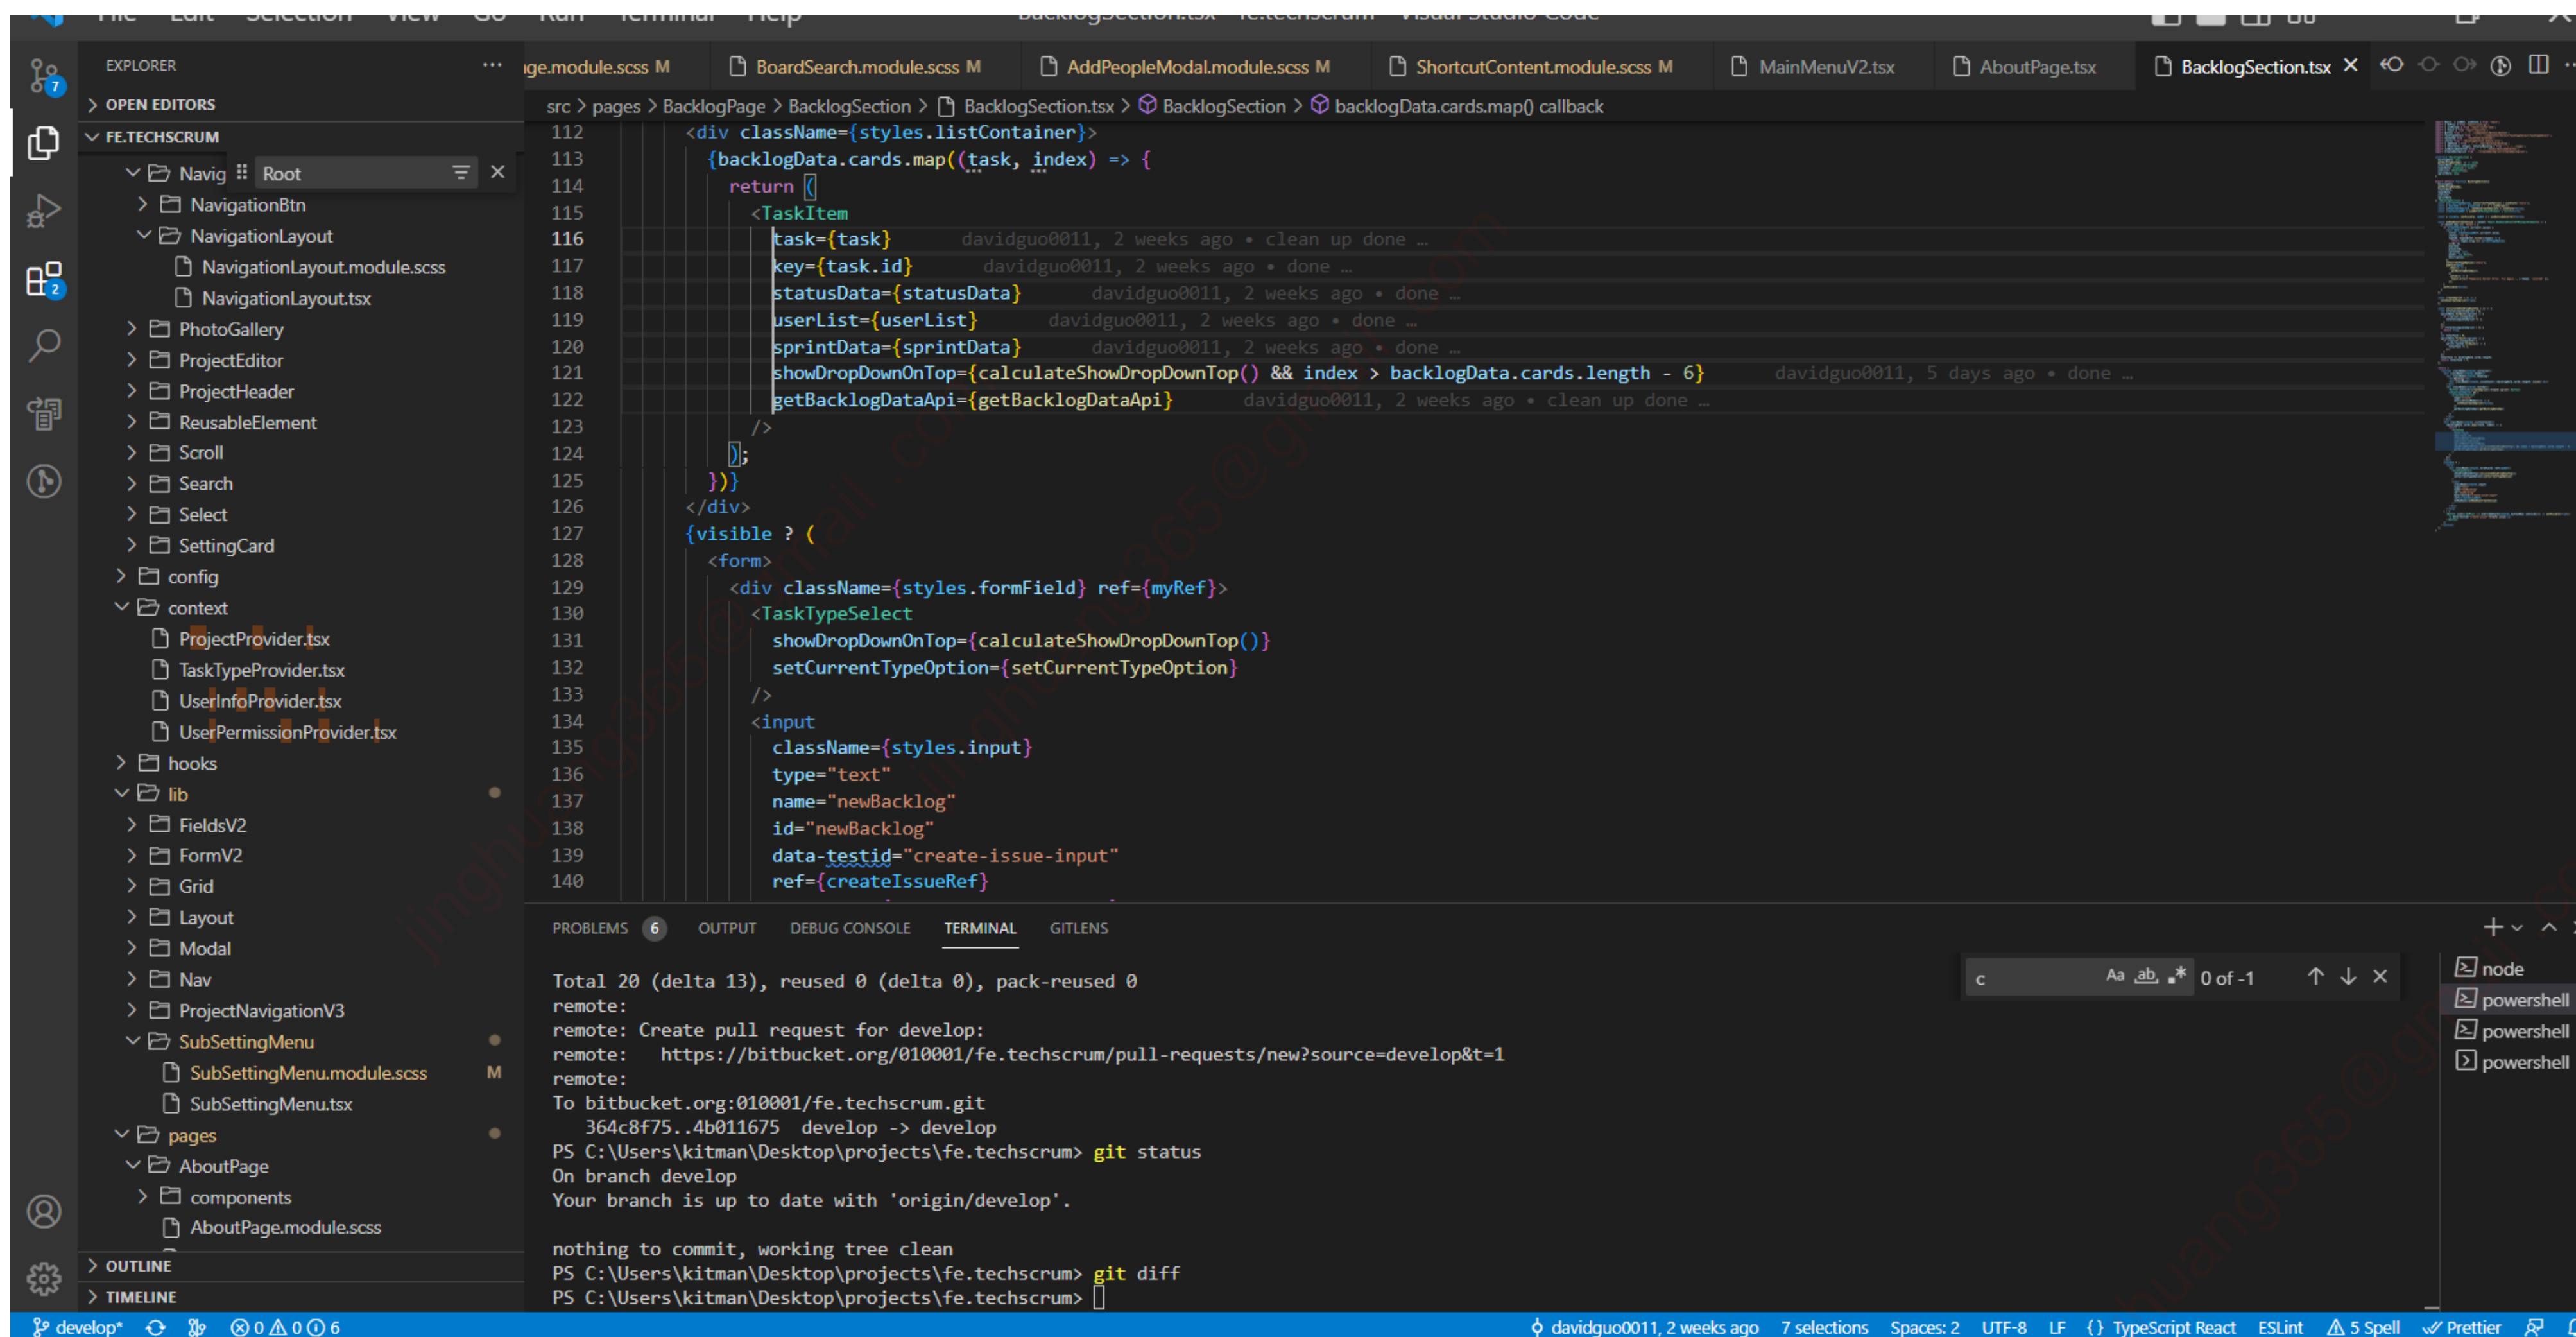 File Edit Selection View Go Run Terminal Help BacklogSection.tsx - fe.techscrum - Visual Studio Code
EXPLORER
OPEN EDITORS
FE.TECHSCRUM
Navig
Root
NavigationBtn
NavigationLayout
NavigationLayout.module.scss
NavigationLayout.tsx
PhotoGallery
ProjectEditor
ProjectHeader
ReusableElement
Scroll
Search
Select
SettingCard
config
context
ProjectProvider.tsx
TaskTypeProvider.tsx
UserInfoProvider.tsx
UserPermissionProvider.tsx
hooks
lib
FieldsV2
FormV2
Grid
Layout
Modal
Nav
ProjectNavigationV3
SubSettingMenu
SubSettingMenu.module.scss M
SubSettingMenu.tsx
pages
AboutPage
components
AboutPage.module.scss
OUTLINE
TIMELINE
7
2
ge.module.scss M BoardSearch.module.scss M AddPeopleModal.module.scss M ShortcutContent.module.scss M MainMenuV2.tsx AboutPage.tsx BacklogSection.tsx
src > pages > BacklogPage > BacklogSection > BacklogSection.tsx > BacklogSection > backlogData.cards.map() callback
112 <div className={styles.listContainer}>
113 {backlogData.cards.map((task, index) => {
114 return (
115 <TaskItem
116 task={task} davidguo0011, 2 weeks ago • clean up done …
117 key={task.id} davidguo0011, 2 weeks ago • done …
118 statusData={statusData} davidguo0011, 2 weeks ago • done …
119 userList={userList} davidguo0011, 2 weeks ago • done …
120 sprintData={sprintData} davidguo0011, 2 weeks ago • done …
121 showDropDownOnTop={calculateShowDropDownTop() && index > backlogData.cards.length - 6} davidguo0011, 5 days ago • done …
122 getBacklogDataApi={getBacklogDataApi} davidguo0011, 2 weeks ago • clean up done …
123 />
124 );
125 })}
126 </div>
127 {visible ? (
128 <form>
129 <div className={styles.formField} ref={myRef}>
130 <TaskTypeSelect
131 showDropDownOnTop={calculateShowDropDownTop()}
132 setCurrentTypeOption={setCurrentTypeOption}
133 />
134 <input
135 className={styles.input}
136 type="text"
137 name="newBacklog"
138 id="newBacklog"
139 data-testid="create-issue-input"
140 ref={createIssueRef}
PROBLEMS 6 OUTPUT DEBUG CONSOLE TERMINAL GITLENS
c Aa ab 0 of -1
node
powershell
powershell
powershell
Total 20 (delta 13), reused 0 (delta 0), pack-reused 0
remote:
remote: Create pull request for develop:
remote: https://bitbucket.org/010001/fe.techscrum/pull-requests/new?source=develop&t=1
remote:
To bitbucket.org:010001/fe.techscrum.git
364c8f75..4b011675 develop -> develop
PS C:\Users\kitman\Desktop\projects\fe.techscrum> git status
On branch develop
Your branch is up to date with 'origin/develop'.
nothing to commit, working tree clean
PS C:\Users\kitman\Desktop\projects\fe.techscrum> git diff
PS C:\Users\kitman\Desktop\projects\fe.techscrum>
develop* 0 0 6 davidguo0011, 2 weeks ago 7 selections Spaces: 2 UTF-8 LF {} TypeScript React ESLint 5 Spell Prettier